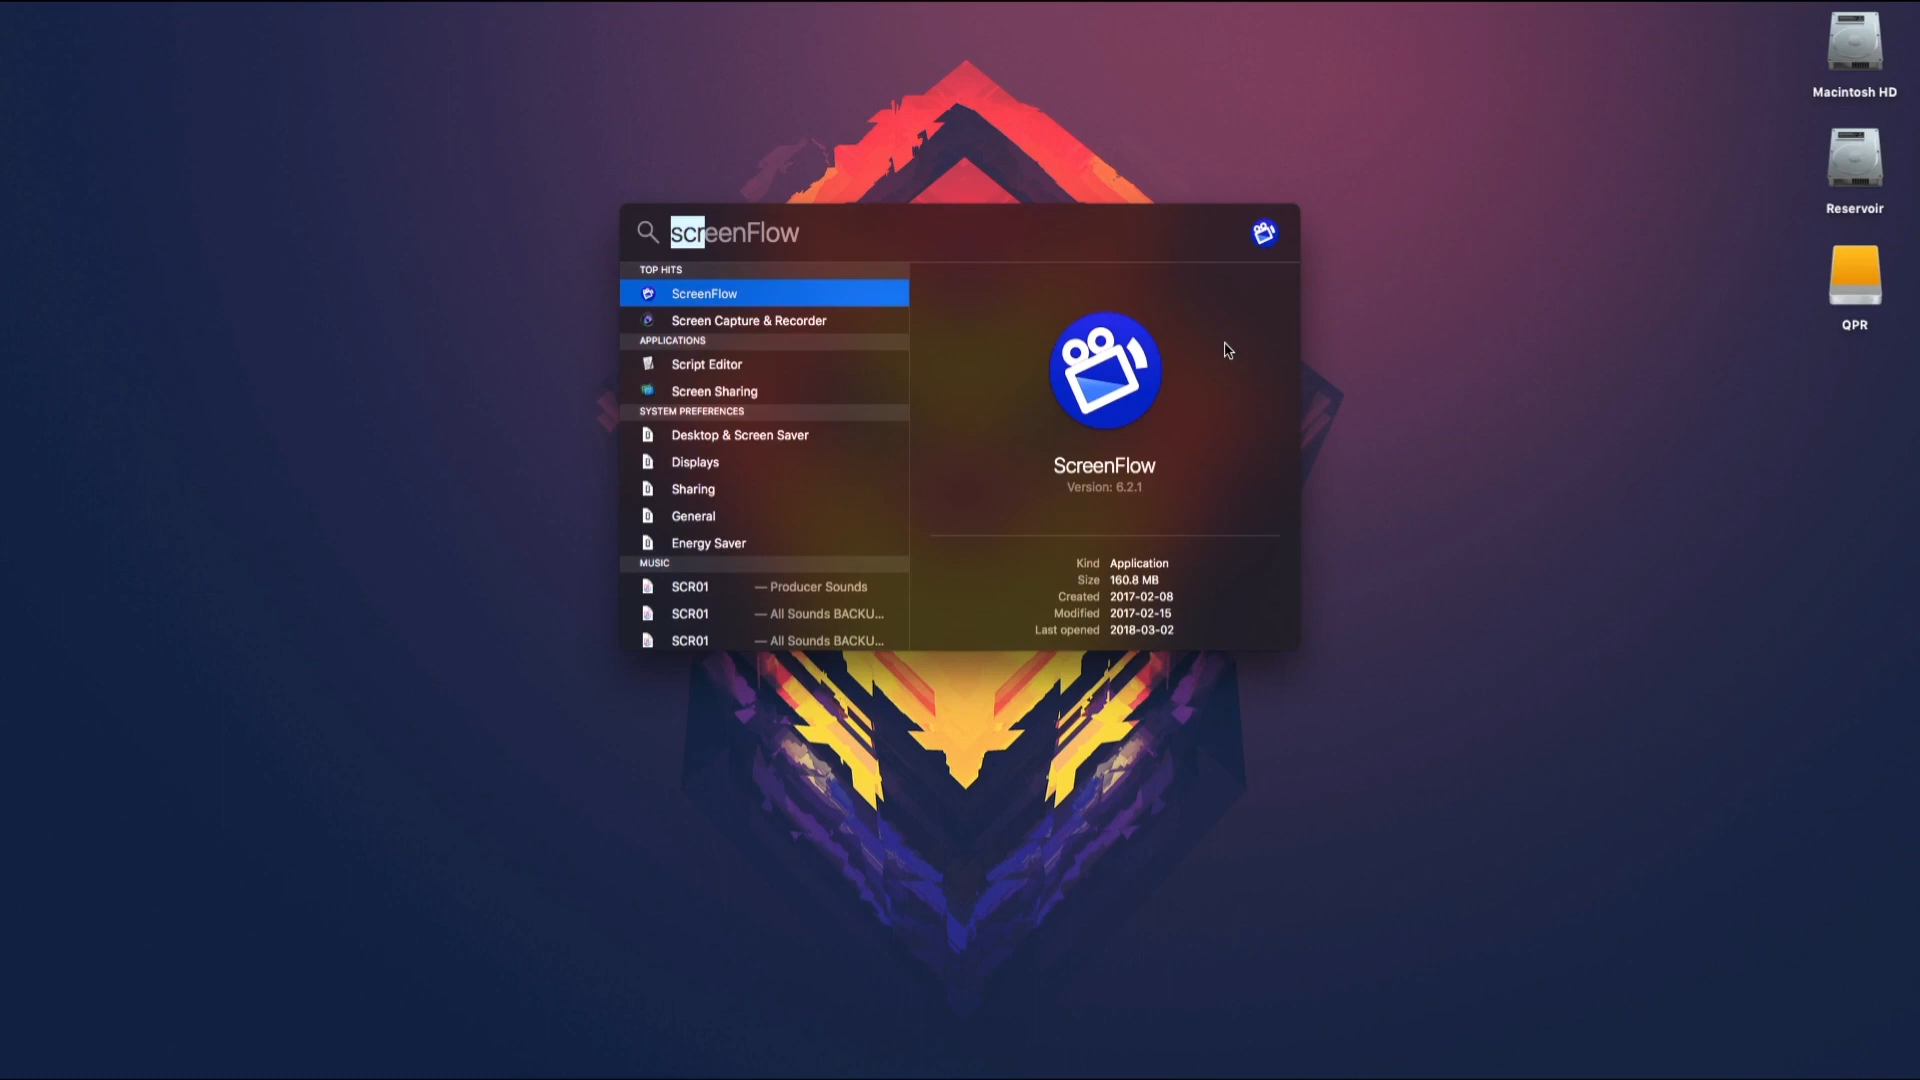 screenFlow
TOP HITS
ScreenFlow
Screen Capture & Recorder
APPLICATIONS
Script Editor
Screen Sharing
SYSTEM PREFERENCES
Desktop & Screen Saver
Displays
Sharing
General
Energy Saver
MUSIC
SCR01 — Producer Sounds
SCR01 — All Sounds BACKU...
SCR01 — All Sounds BACKU...
ScreenFlow
Version: 6.2.1
Kind Application
Size 160.8 MB
Created 2017-02-08
Modified 2017-02-15
Last opened 2018-03-02
Macintosh HD
Reservoir
QPR